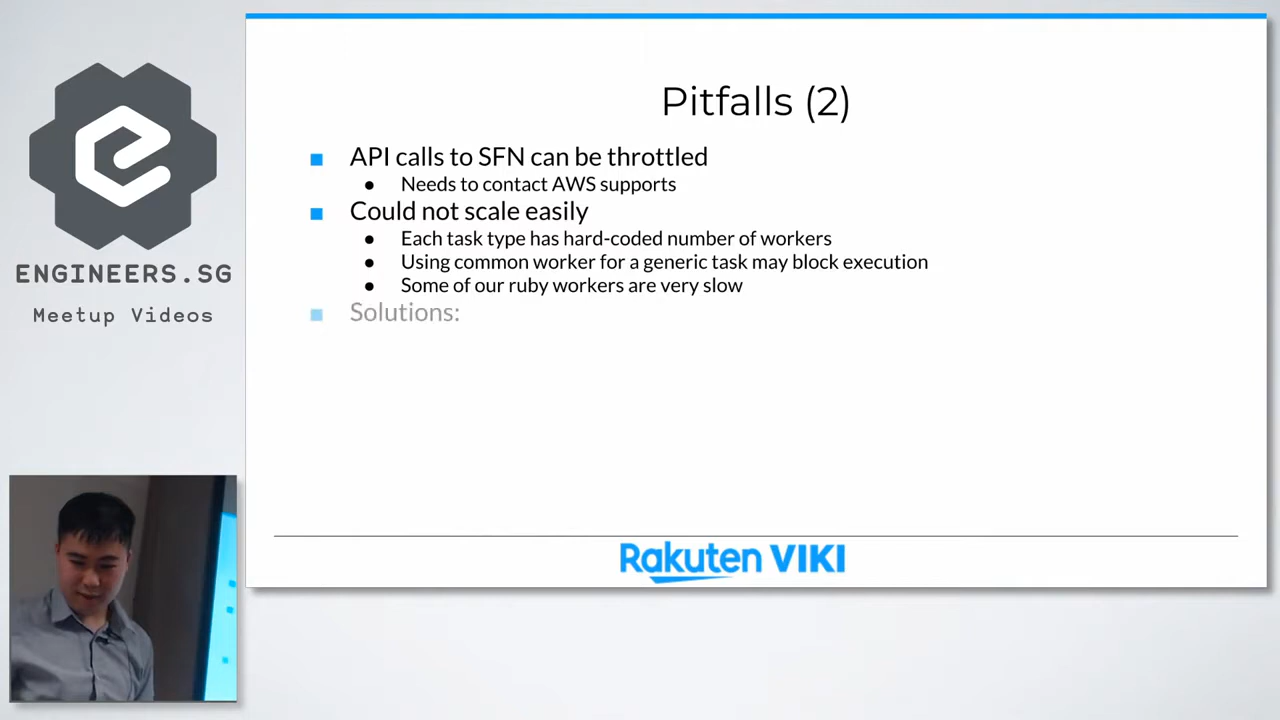 ENGINEERS.SG
Meetup Videos
Pitfalls (2)
API calls to SFN can be throttled
Needs to contact AWS supports
Could not scale easily
Each task type has hard-coded number of workers
Using common worker for a generic task may block execution
Some of our ruby workers are very slow
Solutions:
Rakuten VIKI